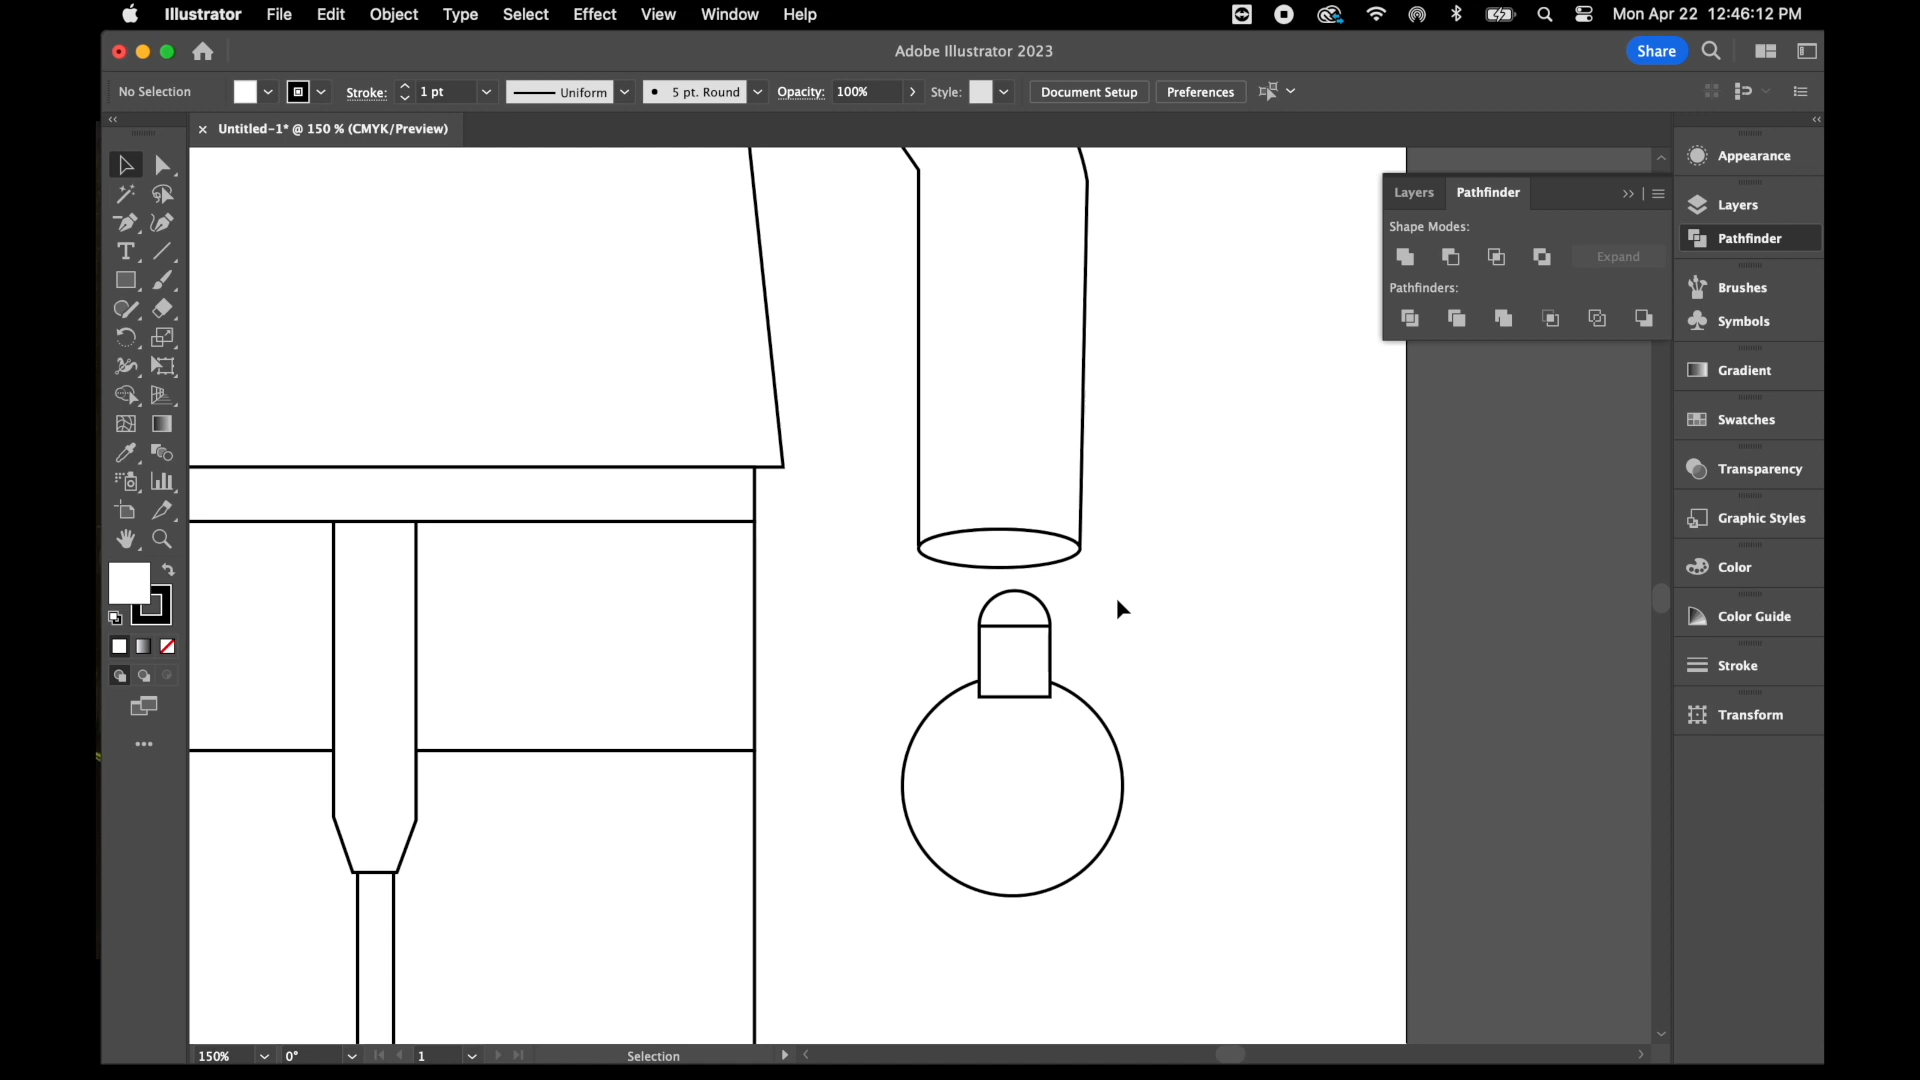 Illustrator File Edit Object Type Select Effect View Window Help Mon Apr 22 12:46:12 PM
Adobe Illustrator 2023 Share
No Selection Stroke: 1 pt Uniform 5 pt. Round Opacity: 100% Style: Document Setup Preferences
× Untitled-1* @ 150 % (CMYK/Preview)
Layers Pathfinder
Shape Modes:
Expand
Pathfinders:
Appearance
Layers
Pathfinder
Brushes
Symbols
Gradient
Swatches
Transparency
Graphic Styles
Color
Color Guide
Stroke
Transform
150% 0° 1 Selection